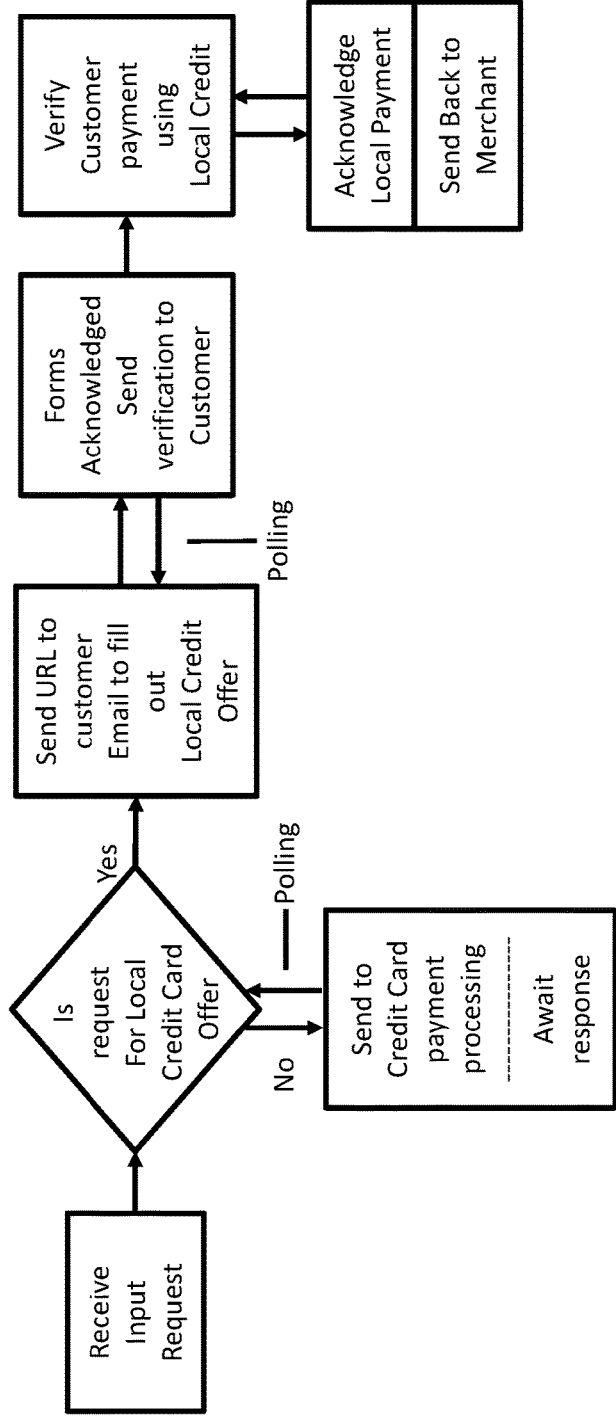 Receive
Input
Request
Is
request
For Local
Credit Card
Offer
Yes
No
Polling
Send to
Credit Card
payment
processing
Await
response
Send URL to
customer
Email to fill
out
Local Credit
Offer
Polling
Forms
Acknowledged
Send
verification to
Customer
Verify
Customer
payment
using
Local Credit
Acknowledge
Local Payment
Send Back to
Merchant